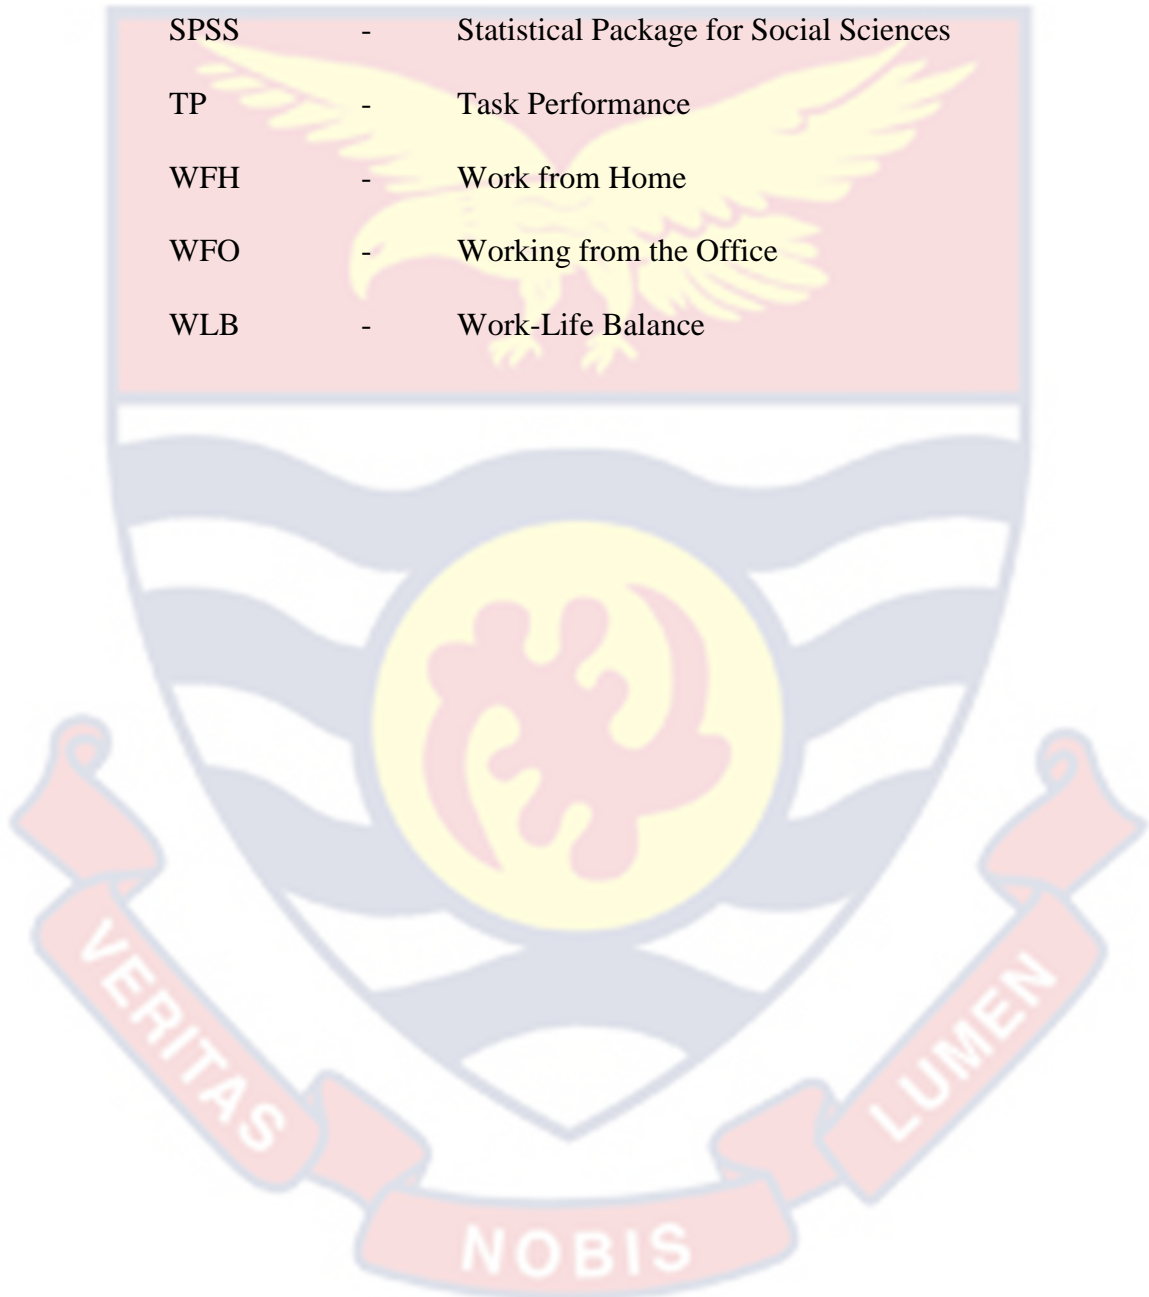 SPSS - Statistical Package for Social Sciences
TP - Task Performance
WFH - Work from Home
WFO - Working from the Office
WLB - Work-Life Balance
VERITAS
NOBIS
LUMEN